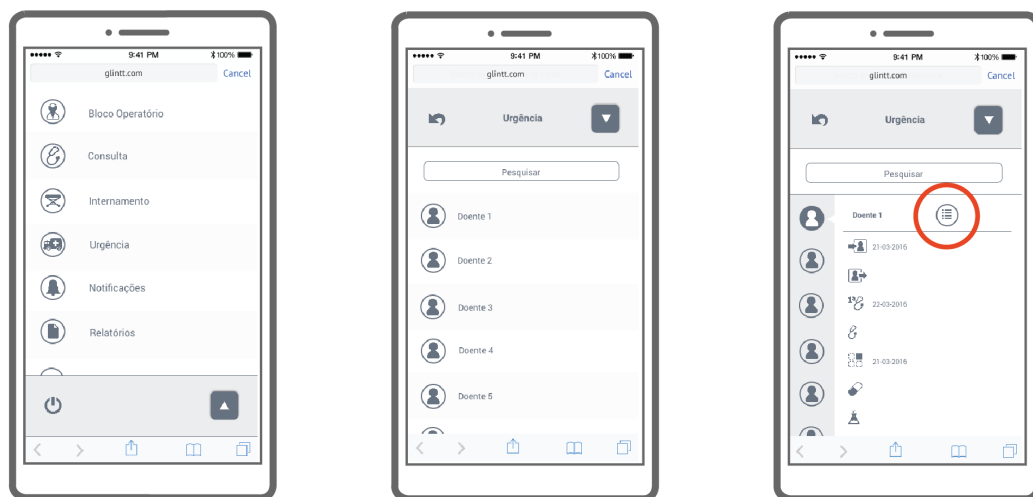 9:41 PM 100%
glintt.com Cancel
Bloco Operatório
Consulta
Internamento
Urgência
Notificações
Relatórios
9:41 PM 100%
glintt.com Cancel
Urgência
Pesquisar
Doente 1
Doente 2
Doente 3
Doente 4
Doente 5
9:41 PM 100%
glintt.com Cancel
Urgência
Pesquisar
Doente 1
21-03-2016
1ª 22-03-2016
21-03-2016